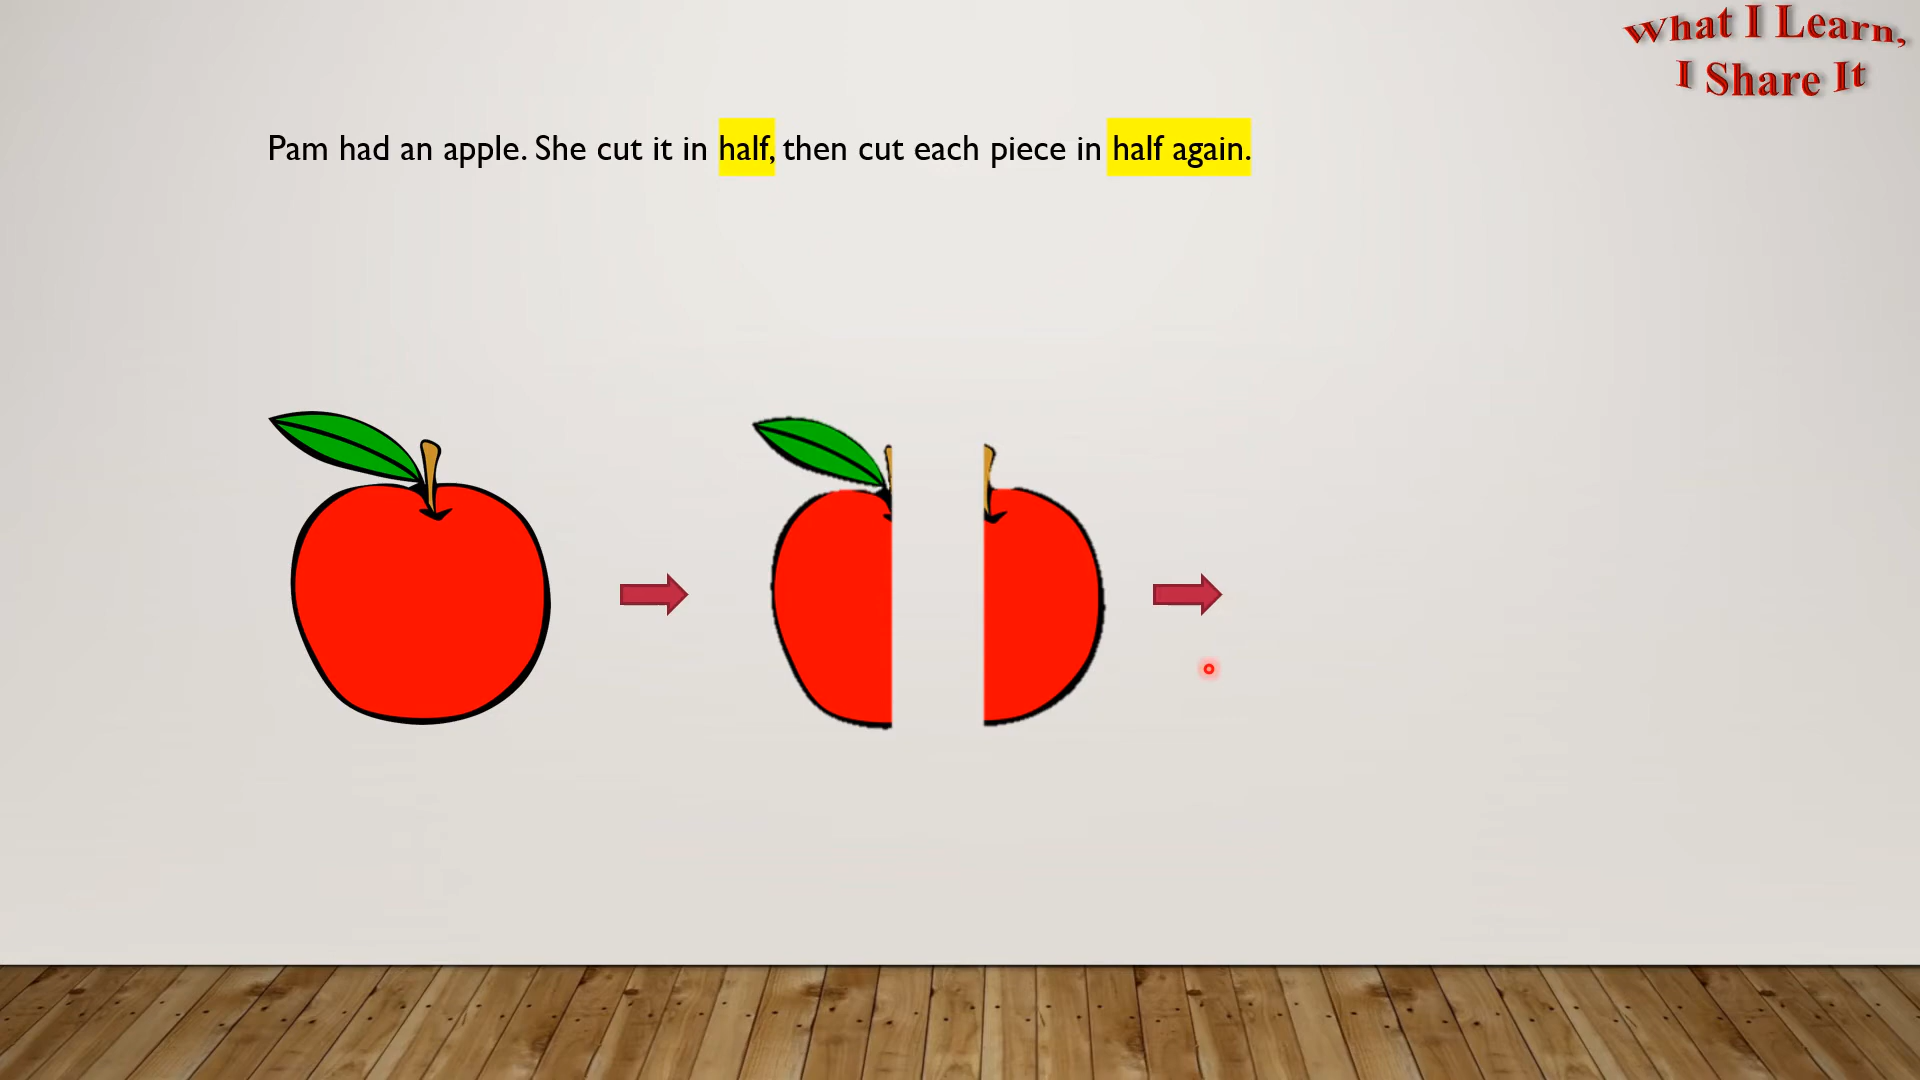 What I Learn,
I Share It
Pam had an apple. She cut it in half, then cut each piece in half again.